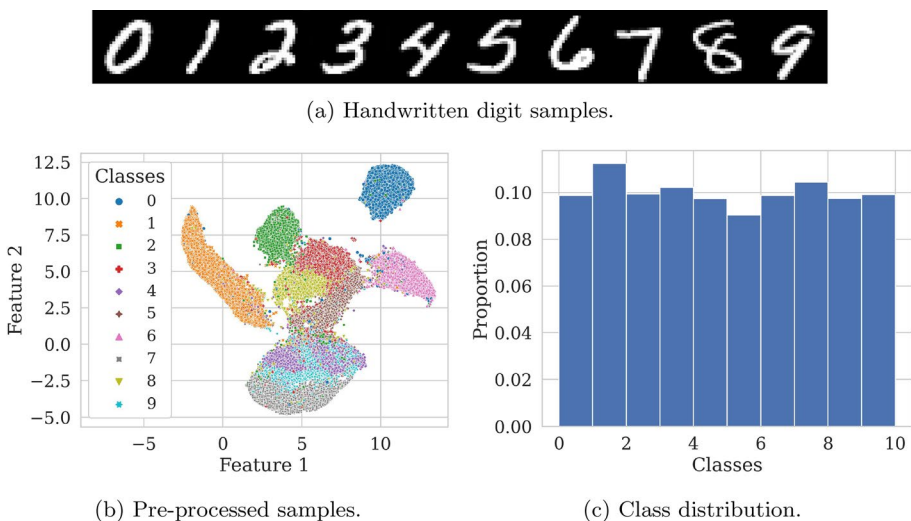 0 1 2 3 4 5 6 7 8 9
(a) Handwritten digit samples.
12.5
10.0
7.5
5.0
2.5
0.0
−2.5
−5.0
Feature 2
Classes
0
1
2
3
4
5
6
7
8
9
−5 0 5 10
Feature 1
(b) Pre-processed samples.
0.10
0.08
0.06
0.04
0.02
0.00
Proportion
0 2 4 6 8 10
Classes
(c) Class distribution.